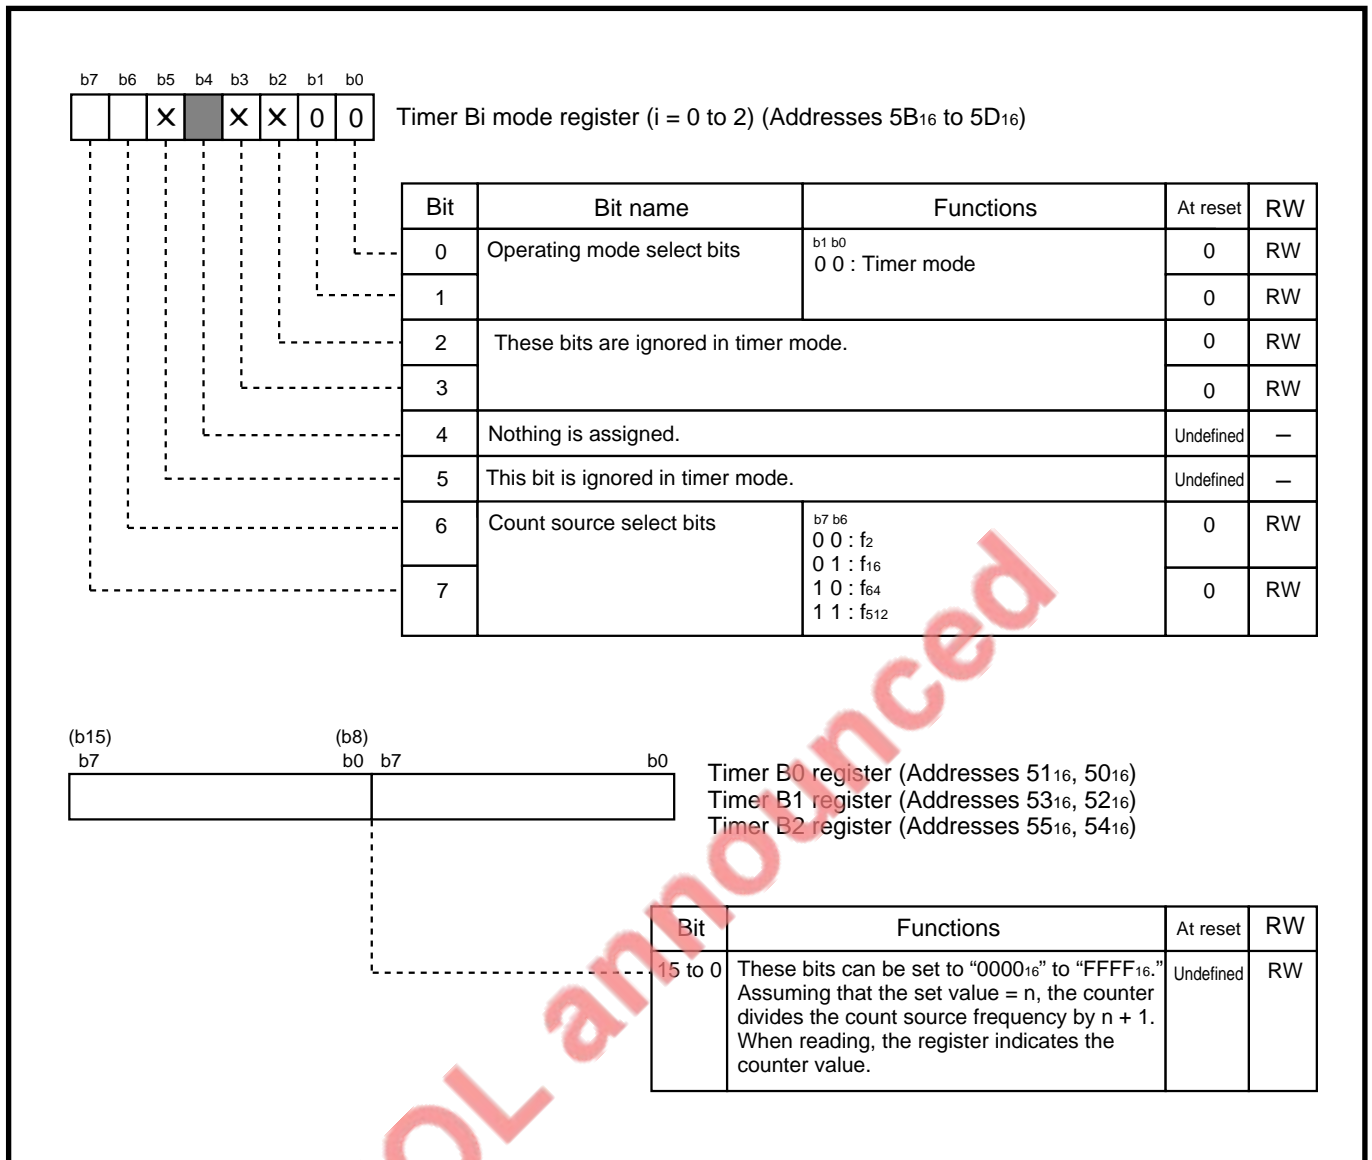 b7 b6 b5 b4 b3 b2 b1 b0
X X X 0 0
Timer Bi mode register (i = 0 to 2) (Addresses 5B16 to 5D16)
Bit Bit name Functions At reset RW
0 Operating mode select bits b1 b0 0 RW
0 0 : Timer mode
1 0 RW
2 These bits are ignored in timer mode. 0 RW
3 0 RW
4 Nothing is assigned. Undefined –
5 This bit is ignored in timer mode. Undefined –
6 Count source select bits b7 b6 0 RW
0 0 : f2
0 1 : f16
7 1 0 : f64 0 RW
1 1 : f512
(b15) (b8)
b7 b0 b7 b0
Timer B0 register (Addresses 5116, 5016)
Timer B1 register (Addresses 5316, 5216)
Timer B2 register (Addresses 5516, 5416)
Bit Functions At reset RW
15 to 0 These bits can be set to “000016” to “FFFF16.” Undefined RW
Assuming that the set value = n, the counter
divides the count source frequency by n + 1.
When reading, the register indicates the
counter value.
OL announced